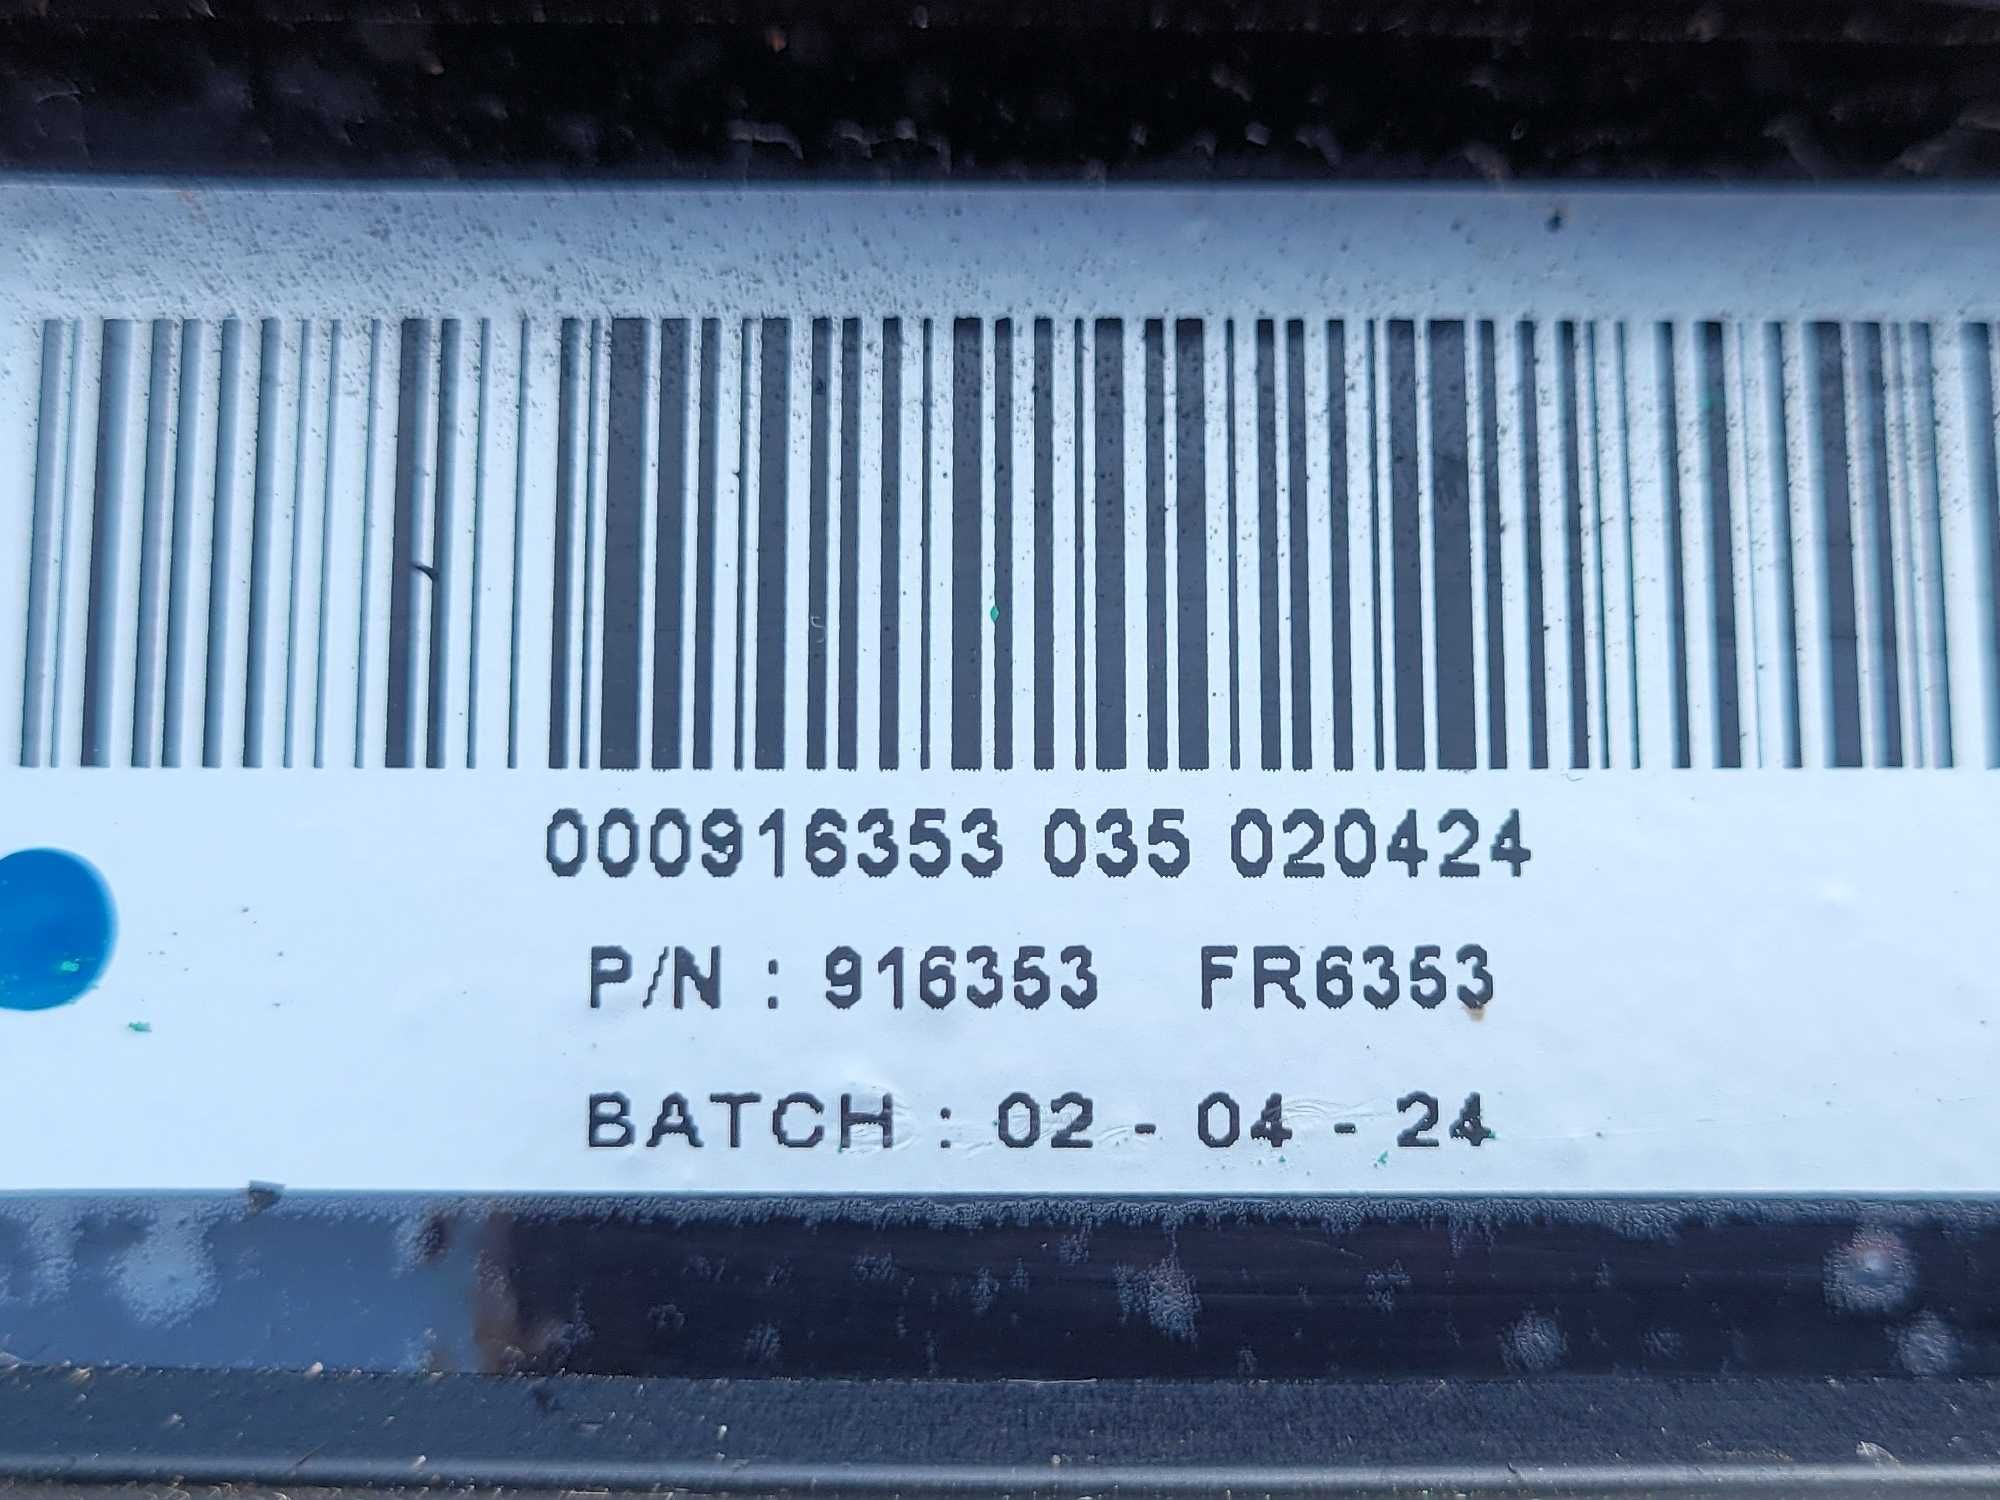 000916353 035 020424
P/N : 916353 FR6353
BATCH : 02 - 04 - 24